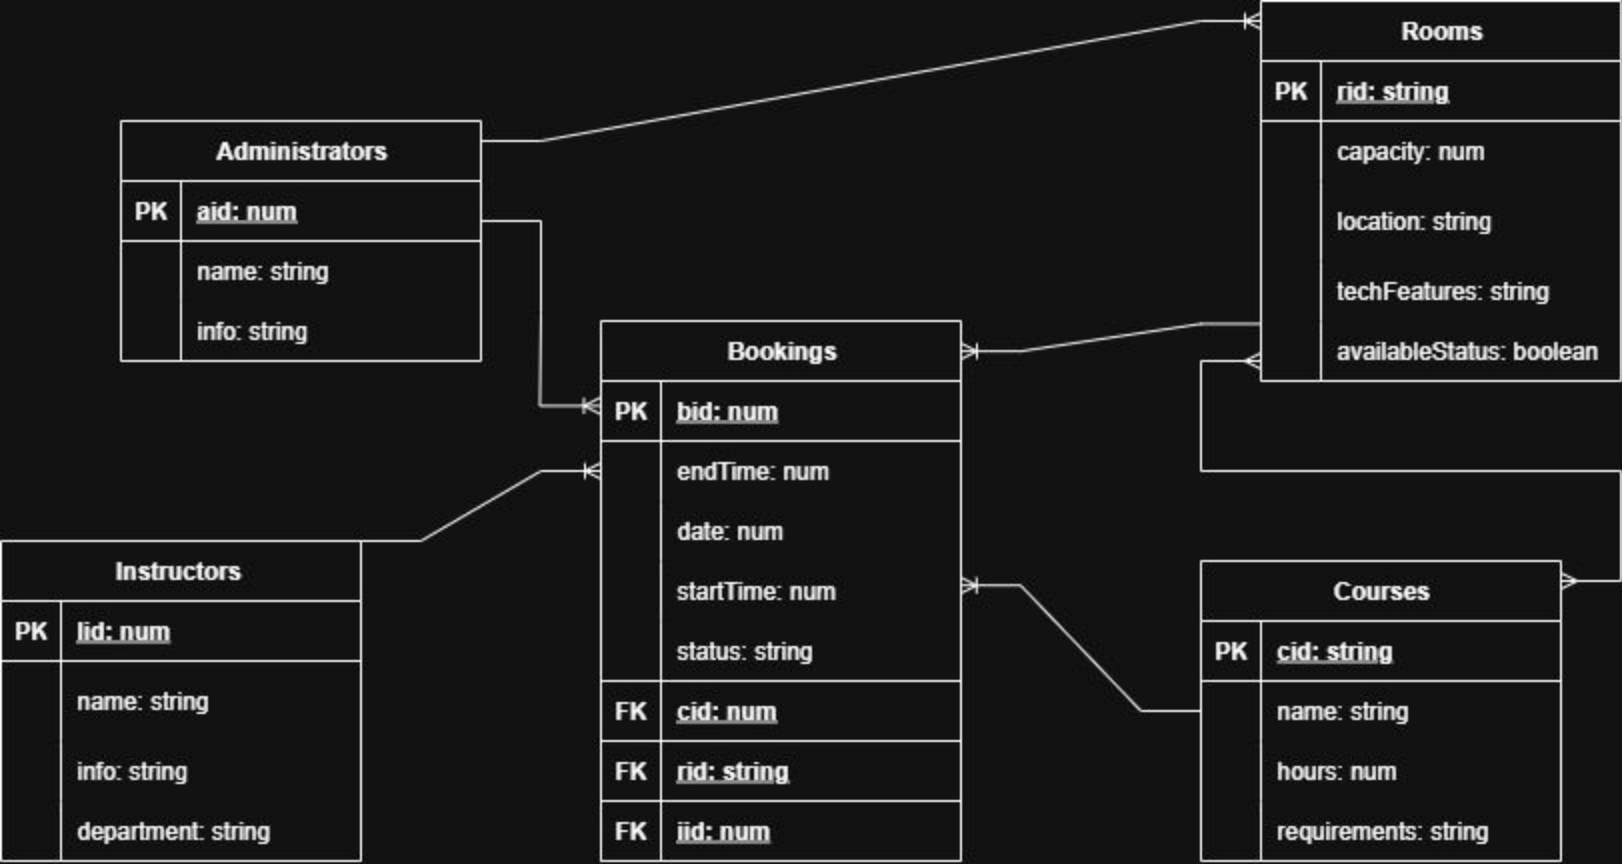 Rooms
PK rid: string
capacity: num
location: string
techFeatures: string
availableStatus: boolean
Administrators
PK aid: num
name: string
info: string
Bookings
PK bid: num
endTime: num
date: num
startTime: num
status: string
FK cid: num
FK rid: string
FK iid: num
Instructors
PK Iid: num
name: string
info: string
department: string
Courses
PK cid: string
name: string
hours: num
requirements: string